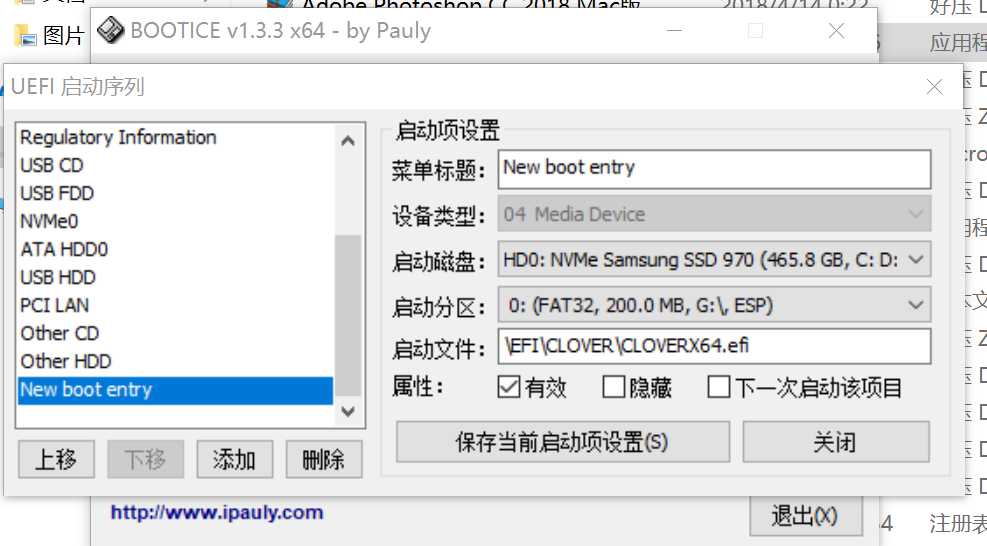 Adobe Photoshop CC 2018 Mac版
2018/4/14 0:22
好压
图片
BOOTICE v1.3.3 x64 - by Pauly
应用程
UEFI 启动序列
Regulatory Information
USB CD
USB FDD
NVMe0
ATA HDD0
USB HDD
PCI LAN
Other CD
Other HDD
New boot entry
上移
下移
添加
删除
启动项设置
菜单标题:
New boot entry
设备类型:
04 Media Device
启动磁盘:
HD0: NVMe Samsung SSD 970 (465.8 GB, C: D:
启动分区:
0: (FAT32, 200.0 MB, G:\, ESP)
启动文件:
\EFI\CLOVER\CLOVERX64.efi
属性:
有效
隐藏
下一次启动该项目
保存当前启动项设置(S)
关闭
http://www.ipauly.com
退出(X)
注册表